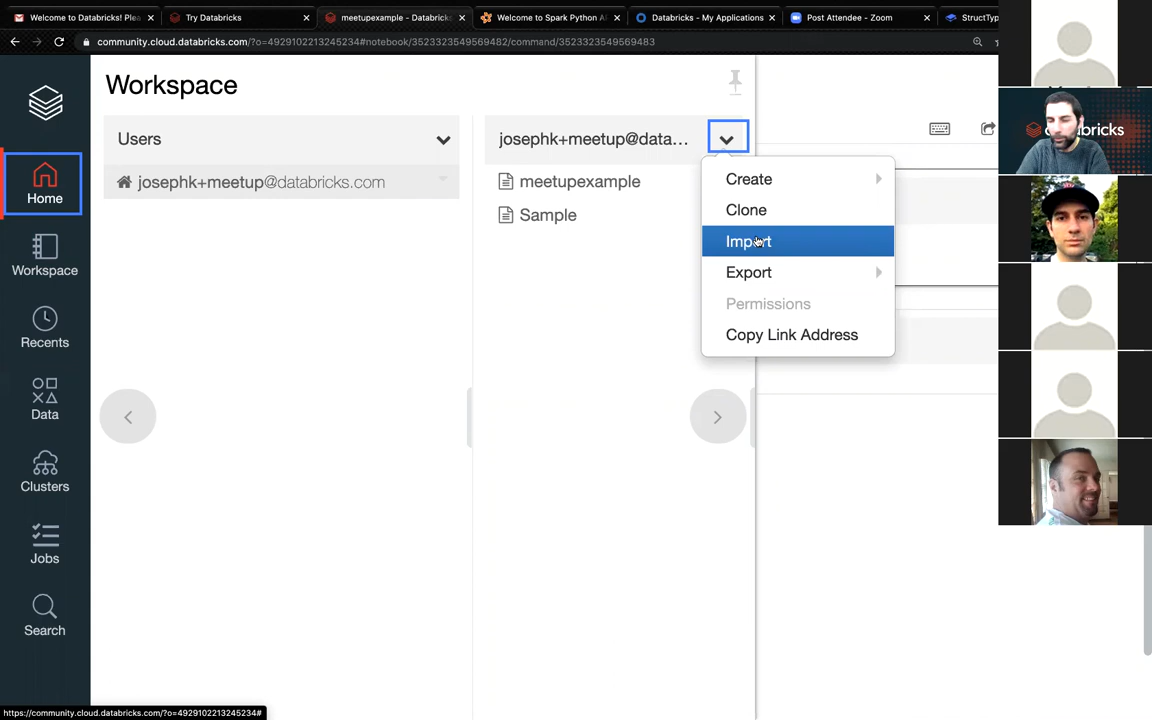 Welcome to Databricks! Plea
Try Databricks
meetupexample - Databricks
Welcome to Spark Python A
Databricks - My Applications
Post Attendee - Zoom
StructTyp
community.cloud.databricks.com/?o=4929102213245234#notebook/3523323549569482/command/3523323549569483
Workspace
Users
josephk+meetup@databricks.com
josephk+meetup@data...
meetupexample
Sample
Create
Clone
Import
Export
Permissions
Copy Link Address
Home
Workspace
Recents
Data
Clusters
Jobs
Search
https://community.cloud.databricks.com/?o=4929102213245234#